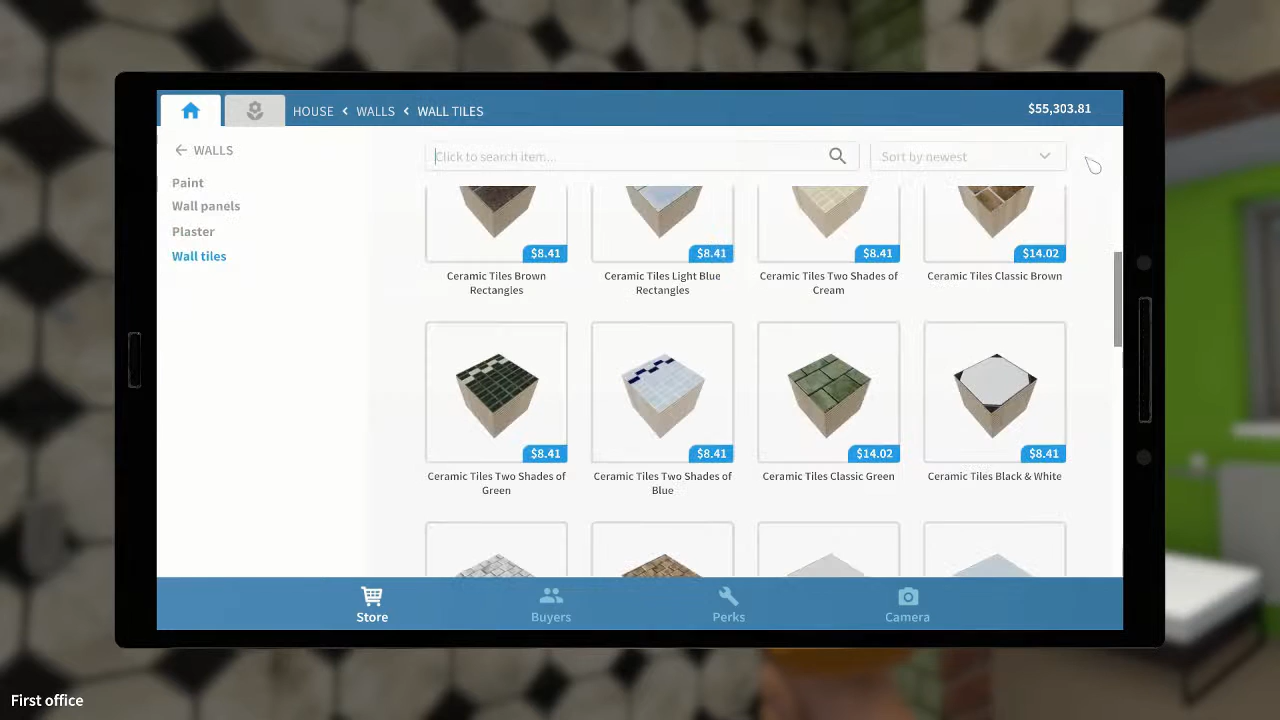 HOUSE < WALLS < WALL TILES
$55,303.81
WALLS
Click to search item...
Sort by newest
Paint
Wall panels
Plaster
Wall tiles
$8.41
$8.41
$8.41
$14.02
Ceramic Tiles Brown
Rectangles
Ceramic Tiles Light Blue
Rectangles
Ceramic Tiles Two Shades of
Cream
Ceramic Tiles Classic Brown
$8.41
$8.41
$14.02
$8.41
Ceramic Tiles Two Shades of
Green
Ceramic Tiles Two Shades of
Blue
Ceramic Tiles Classic Green
Ceramic Tiles Black & White
Store
Buyers
Perks
Camera
First office